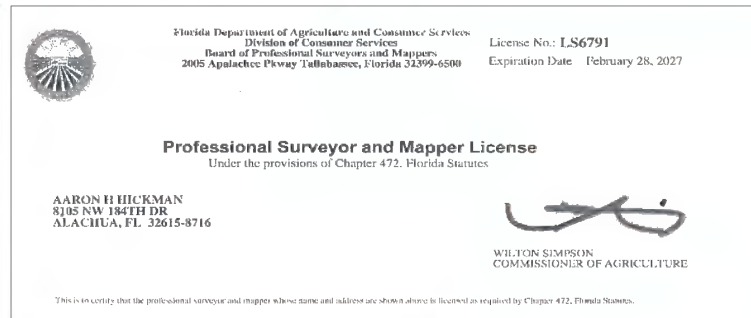 Florida Department of Agriculture and Consumer Services
Division of Consumer Services
Board of Professional Surveyors and Mappers
2005 Apalachee Pkway Tallahassee, Florida 32399-6500
License No.: LS6791
Expiration Date February 28, 2027
Professional Surveyor and Mapper License
Under the provisions of Chapter 472, Florida Statutes
AARON H HICKMAN
8105 NW 184TH DR
ALACHUA, FL 32615-8716
WILTON SIMPSON
COMMISSIONER OF AGRICULTURE
This is to certify that the professional surveyor and mapper whose name and address are shown above is licensed as required by Chapter 472, Florida Statutes.